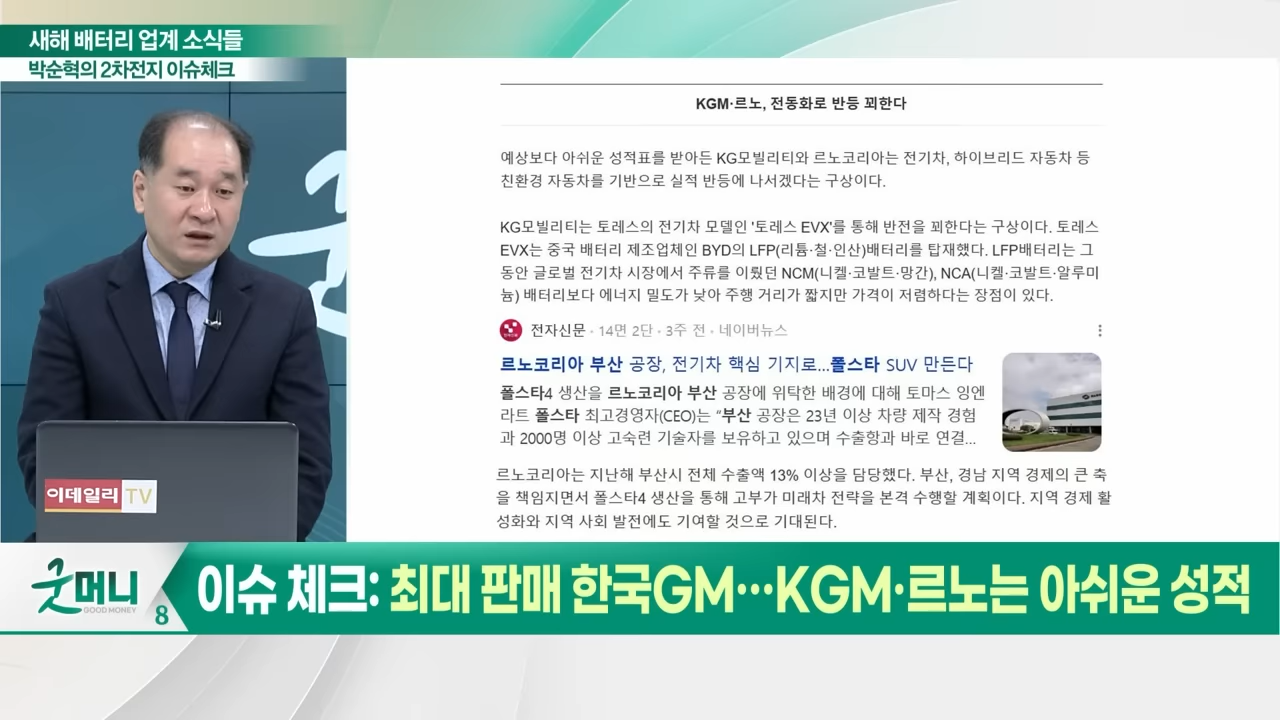 새해 배터리 업계 소식들
박순혁의 2차전지 이슈체크
KGM·르노, 전동화로 반등 꾀한다
예상보다 아쉬운 성적표를 받아든 KG모빌리티와 르노코리아는 전기차, 하이브리드 자동차 등
친환경 자동차를 기반으로 실적 반등에 나서겠다는 구상이다.
KG모빌리티는 토레스의 전기차 모델인 '토레스 EVX'를 통해 반전을 꾀한다는 구상이다. 토레스
EVX는 중국 배터리 제조업체인 BYD의 LFP(리튬·철·인산)배터리를 탑재했다. LFP배터리는 그
동안 글로벌 전기차 시장에서 주류를 이뤘던 NCM(니켈·코발트·망간), NCA(니켈·코발트·알루미
늄) 배터리보다 에너지 밀도가 낮아 주행 거리가 짧지만 가격이 저렴하다는 장점이 있다.
전자신문 · 14면 2단 · 3주 전 · 네이버뉴스
르노코리아 부산 공장, 전기차 핵심 기지로...폴스타 SUV 만든다
폴스타4 생산을 르노코리아 부산 공장에 위탁한 배경에 대해 토마스 잉엔
라트 폴스타 최고경영자(CEO)는 “부산 공장은 23년 이상 차량 제작 경험
과 2000명 이상 고숙련 기술자를 보유하고 있으며 수출항과 바로 연결...
르노코리아는 지난해 부산시 전체 수출액 13% 이상을 담당했다. 부산, 경남 지역 경제의 큰 축
을 책임지면서 폴스타4 생산을 통해 고부가 미래차 전략을 본격 수행할 계획이다. 지역 경제 활
성화와 지역 사회 발전에도 기여할 것으로 기대된다.
이데일리TV
굿머니
GOOD MONEY
8
이슈 체크: 최대 판매 한국GM···KGM·르노는 아쉬운 성적